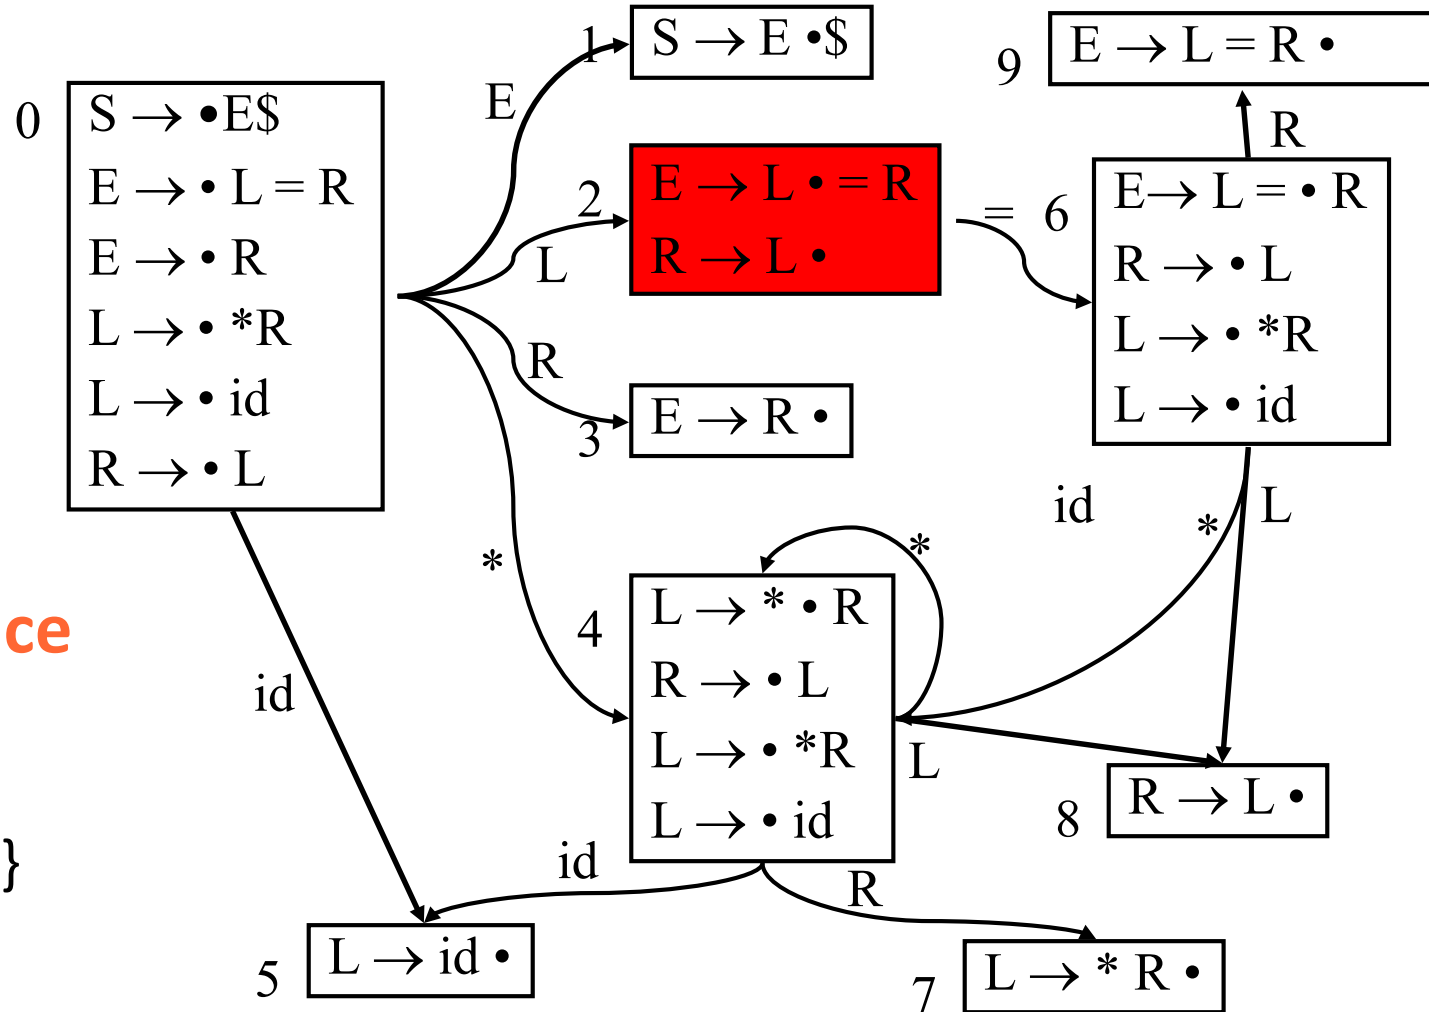 0
S → •E$
E → • L = R
E → • R
L → • *R
L → • id
R → • L
E
L
R
*
id
1
S → E •$
2
E → L • = R
R → L •
=
3
E → R •
4
L → * • R
R → • L
L → • *R
L → • id
*
L
id
R
5
L → id •
6
E→ L = • R
R → • L
L → • *R
L → • id
R
id
*
L
7
L → * R •
8
R → L •
9
E → L = R •
ce
}